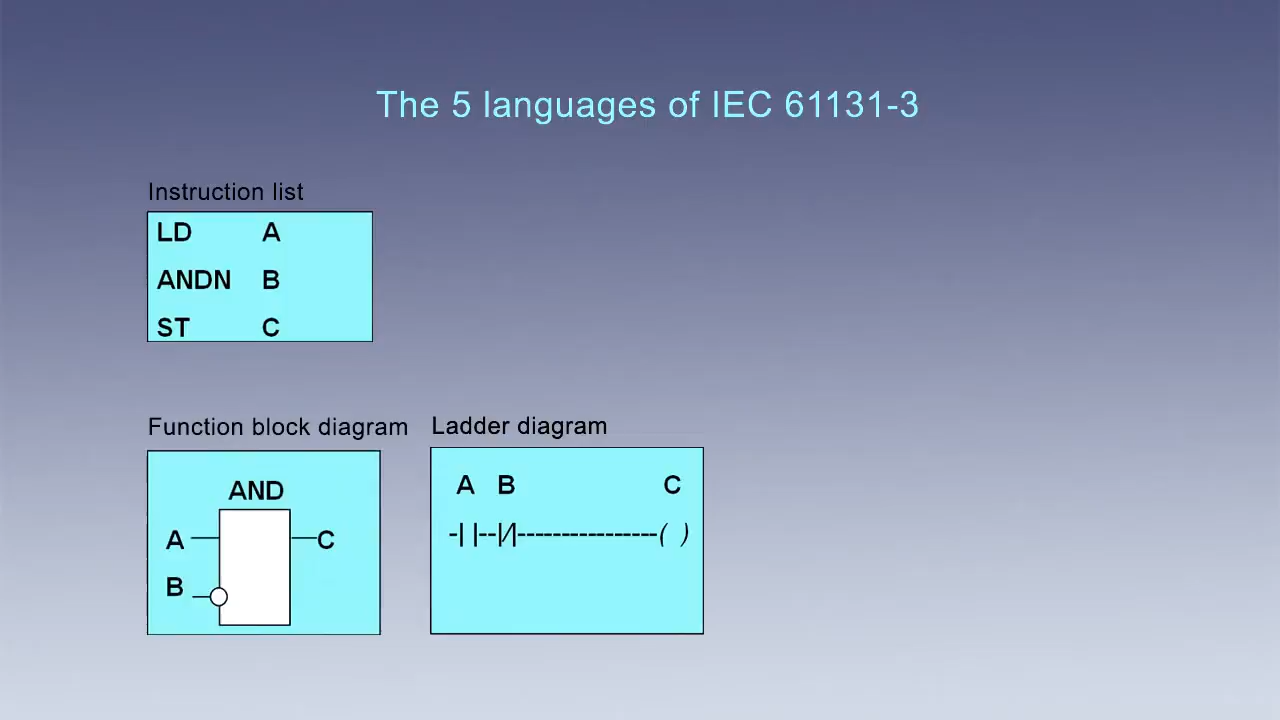 The 5 languages of IEC 61131-3
Instruction list
LD A
ANDN B
ST C
Function block diagram
AND
A C
B
Ladder diagram
A B C
-| |--|/|----------------( )